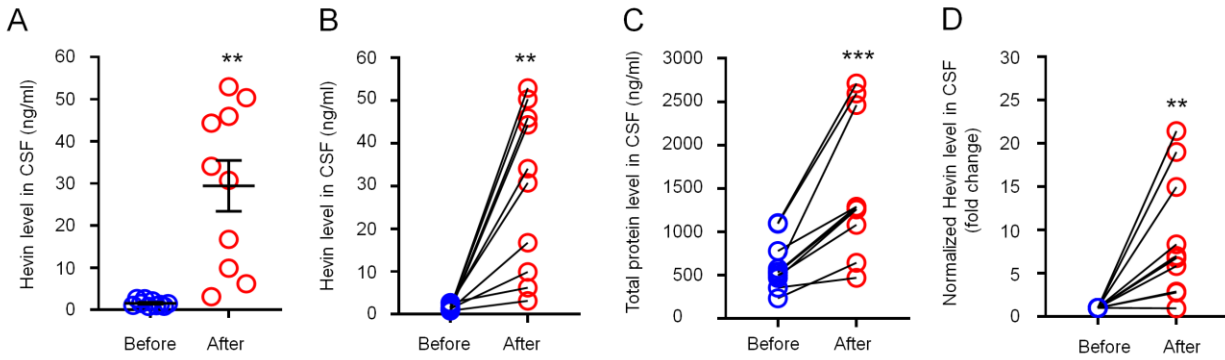 A
Hevin level in CSF (ng/ml)
60
50
40
30
20
10
0
**
Before
After
B
Hevin level in CSF (ng/ml)
60
50
40
30
20
10
0
**
Before
After
C
Total protein level in CSF (ng/ml)
3000
2500
2000
1500
1000
500
0
***
Before
After
D
Normalized Hevin level in CSF
(fold change)
30
25
20
15
10
5
0
**
Before
After